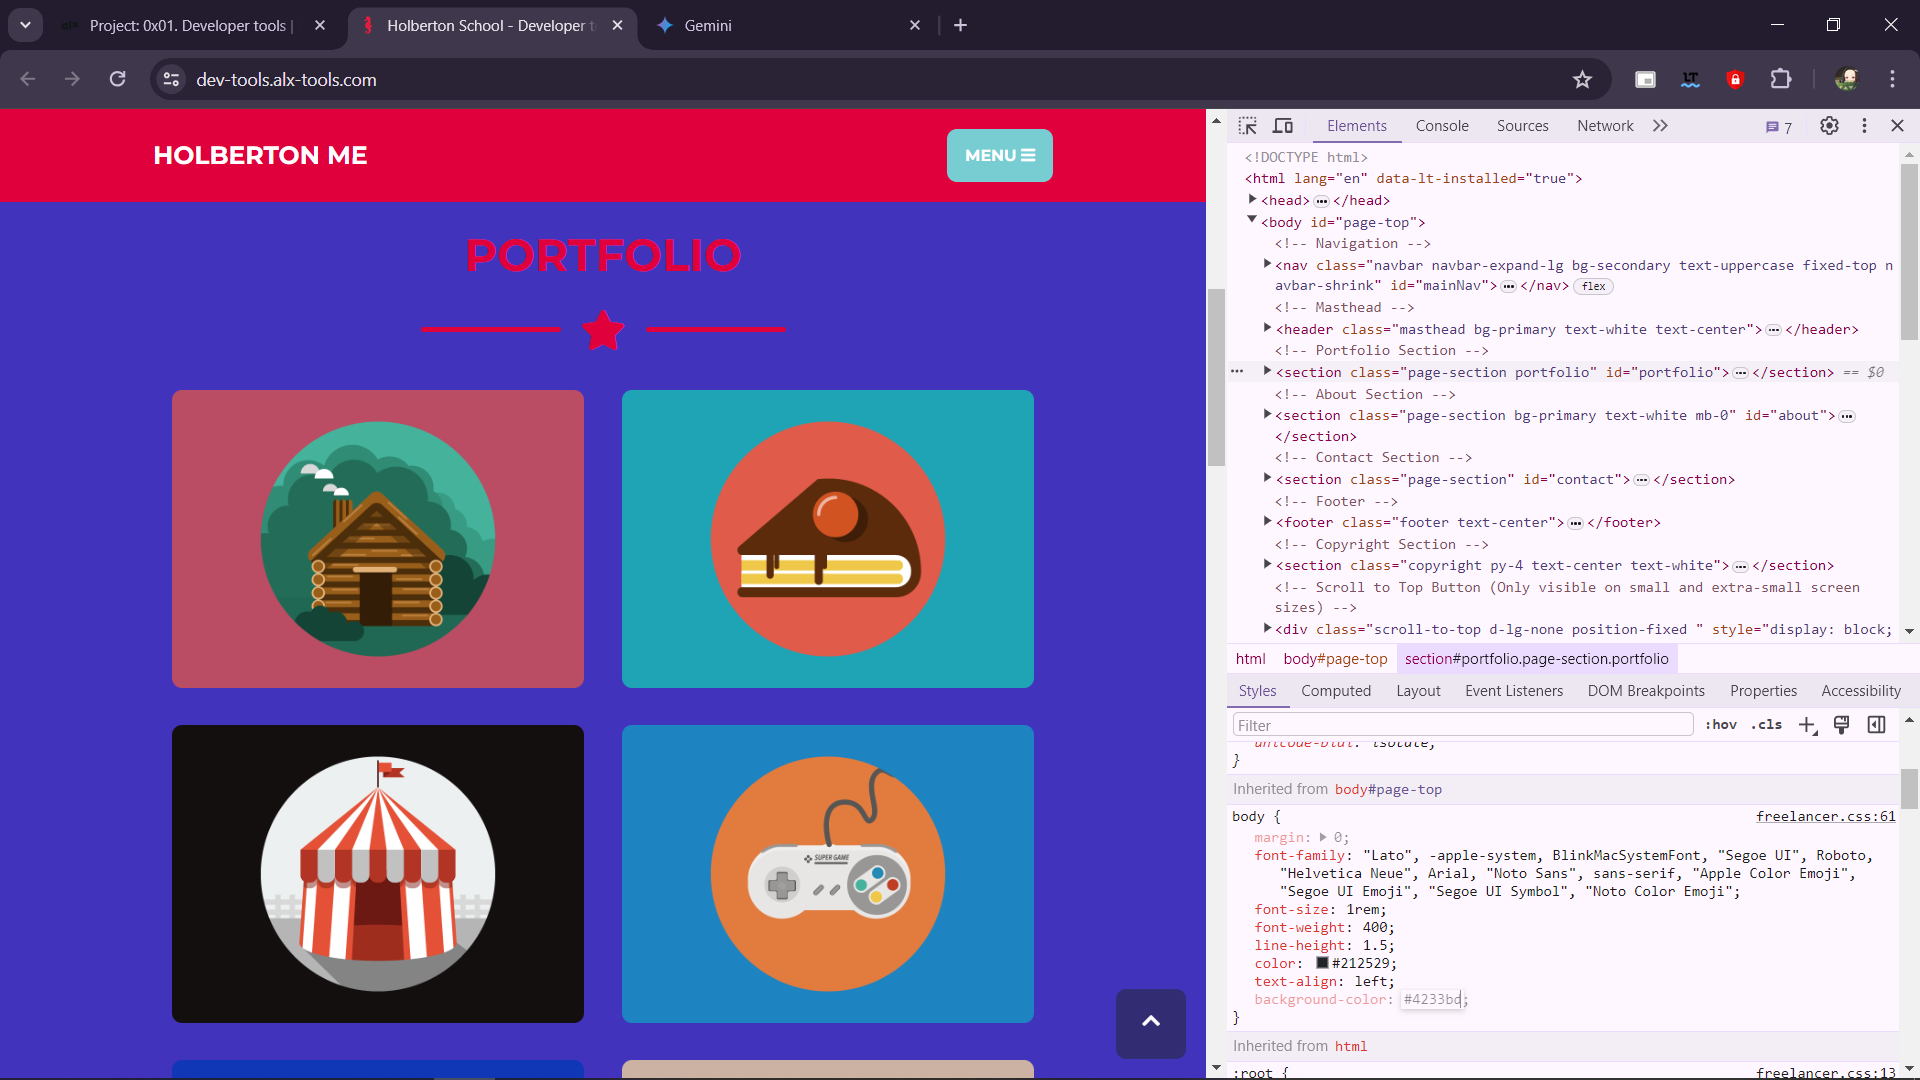 Project: 0x01. Developer tools |
Holberton School - Developer t
Gemini
dev-tools.alx-tools.com
HOLBERTON ME
MENU
PORTFOLIO
SUPER GAME
Elements
Console
Sources
Network
7
<!DOCTYPE html>
<html lang="en" data-lt-installed="true">
<head> ••• </head>
<body id="page-top">
<!-- Navigation -->
<nav class="navbar navbar-expand-lg bg-secondary text-uppercase fixed-top n
avbar-shrink" id="mainNav"> ••• </nav> flex
<!-- Masthead -->
<header class="masthead bg-primary text-white text-center"> ••• </header>
<!-- Portfolio Section -->
<section class="page-section portfolio" id="portfolio"> ••• </section> == $0
<!-- About Section -->
<section class="page-section bg-primary text-white mb-0" id="about"> •••
</section>
<!-- Contact Section -->
<section class="page-section" id="contact"> ••• </section>
<!-- Footer -->
<footer class="footer text-center"> ••• </footer>
<!-- Copyright Section -->
<section class="copyright py-4 text-center text-white"> ••• </section>
<!-- Scroll to Top Button (Only visible on small and extra-small screen
sizes) -->
<div class="scroll-to-top d-lg-none position-fixed " style="display: block;
html body#page-top section#portfolio.page-section.portfolio
Styles Computed Layout Event Listeners DOM Breakpoints Properties Accessibility
Filter :hov .cls
unicode-bidi: isolate;
}
Inherited from body#page-top
body { freelancer.css:61
margin: 0;
font-family: "Lato", -apple-system, BlinkMacSystemFont, "Segoe UI", Roboto,
"Helvetica Neue", Arial, "Noto Sans", sans-serif, "Apple Color Emoji",
"Segoe UI Emoji", "Segoe UI Symbol", "Noto Color Emoji";
font-size: 1rem;
font-weight: 400;
line-height: 1.5;
color: #212529;
text-align: left;
background-color: #4233bd;
}
Inherited from html
:root { freelancer.css:13